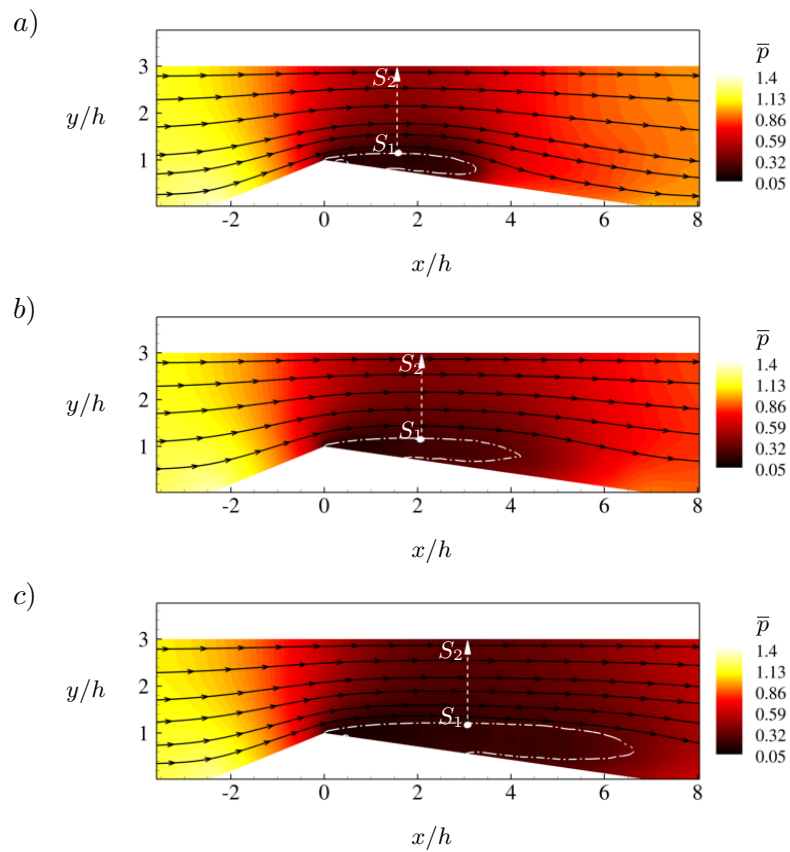 a)
p̅
3
S₂
1.4
1.13
y/h
2
0.86
0.59
S₁
1
0.32
0.05
-2 0 2 4 6 8
x/h
b)
p̅
3
S₂
1.4
1.13
y/h
2
0.86
0.59
S₁
1
0.32
0.05
-2 0 2 4 6 8
x/h
c)
p̅
3
S₂
1.4
1.13
y/h
2
0.86
0.59
S₁
1
0.32
0.05
-2 0 2 4 6 8
x/h